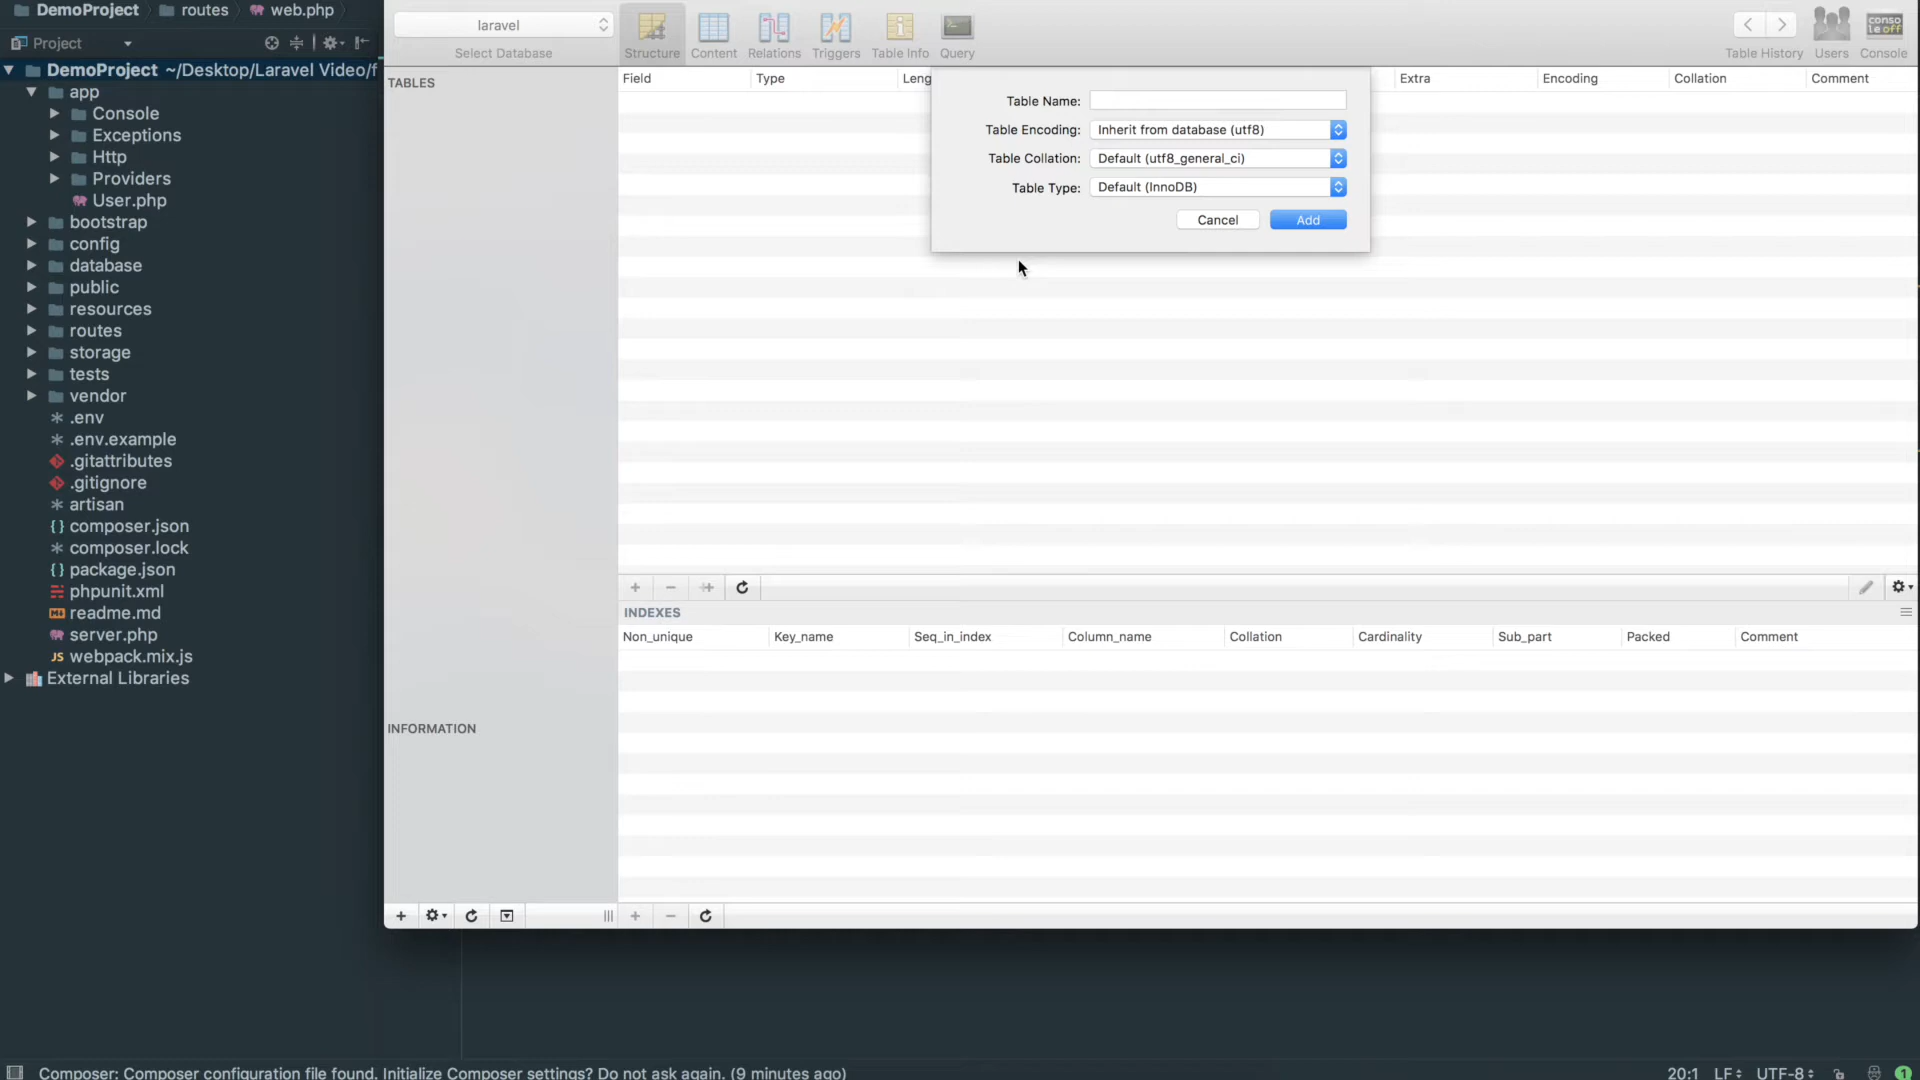 DemoProject routes web.php
Project
DemoProject ~/Desktop/Laravel Video/f
app
Console
Exceptions
Http
Providers
User.php
bootstrap
config
database
public
resources
routes
storage
tests
vendor
.env
.env.example
.gitattributes
.gitignore
artisan
composer.json
composer.lock
package.json
phpunit.xml
readme.md
server.php
webpack.mix.js
External Libraries
laravel
Select Database
Structure Content Relations Triggers Table Info Query
Table History Users Console
conso
le off
TABLES
Field Type Leng Extra Encoding Collation Comment
Table Name:
Table Encoding: Inherit from database (utf8)
Table Collation: Default (utf8_general_ci)
Table Type: Default (InnoDB)
Cancel Add
INDEXES
Non_unique Key_name Seq_in_index Column_name Collation Cardinality Sub_part Packed Comment
INFORMATION
Composer: Composer configuration file found. Initialize Composer settings? Do not ask again. (9 minutes ago)
20:1 LF UTF-8 1